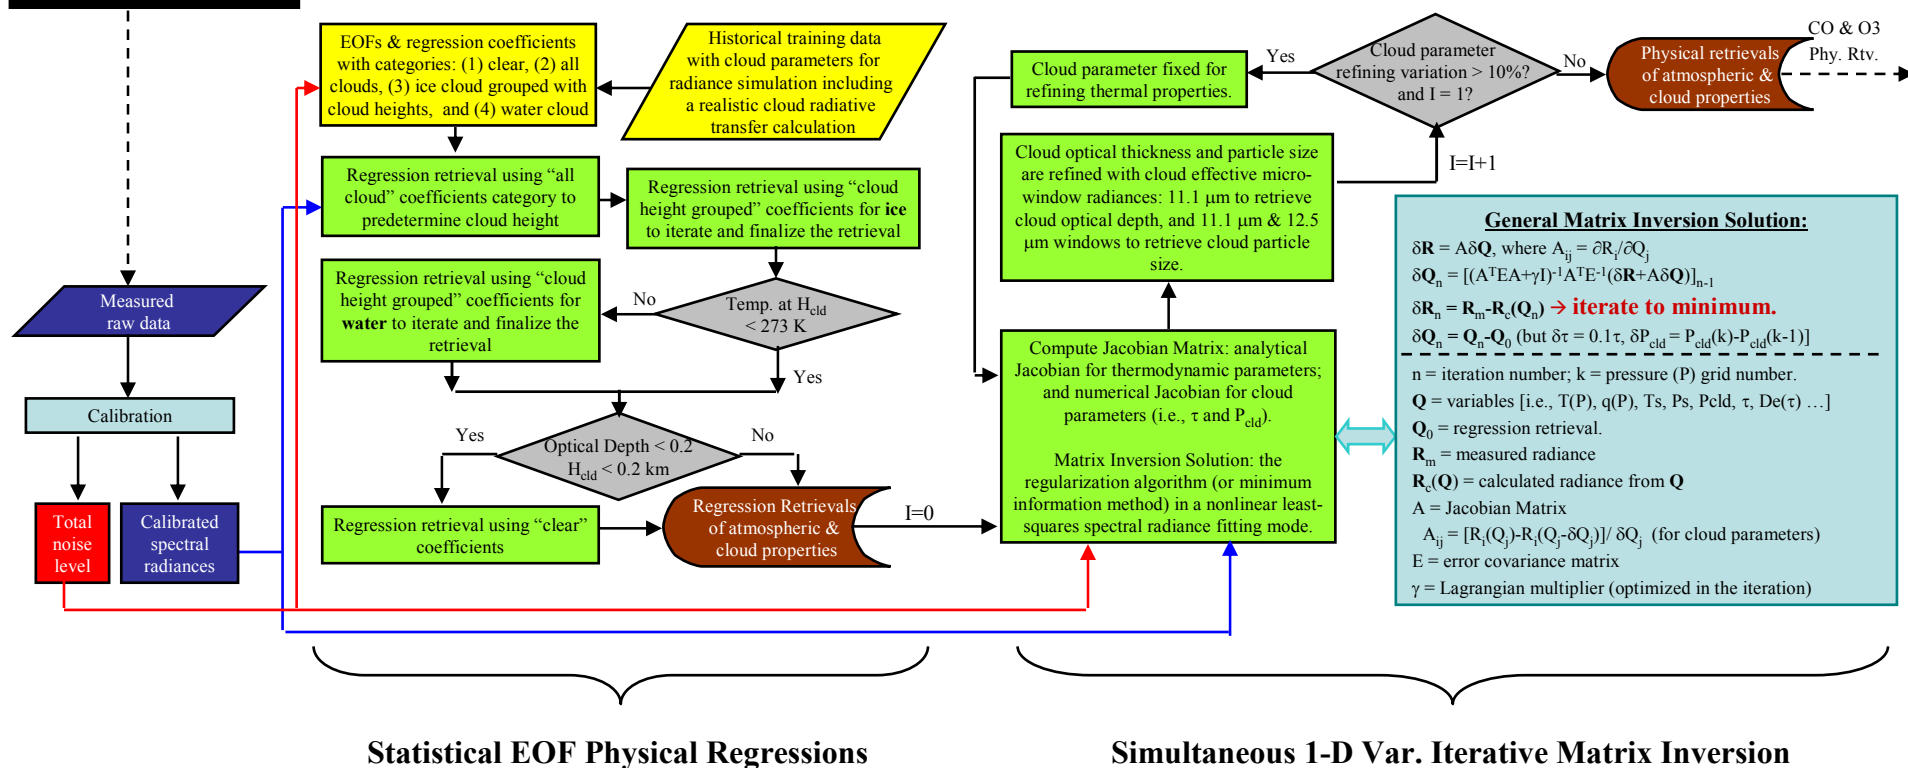 EOFs & regression coefficients
with categories: (1) clear, (2) all
clouds, (3) ice cloud grouped with
cloud heights, and (4) water cloud
Historical training data
with cloud parameters for
radiance simulation including
a realistic cloud radiative
transfer calculation
Regression retrieval using “all
cloud” coefficients category to
predetermine cloud height
Regression retrieval using “cloud
height grouped” coefficients for ice
to iterate and finalize the retrieval
Regression retrieval using “cloud
height grouped” coefficients for
water to iterate and finalize the
retrieval
No
Temp. at Hcld
< 273 K
Yes
Measured
raw data
Calibration
Total
noise
level
Calibrated
spectral
radiances
Yes
Optical Depth < 0.2
Hcld < 0.2 km
No
Regression retrieval using “clear”
coefficients
Regression Retrievals
of atmospheric &
cloud properties
I=0
Statistical EOF Physical Regressions
Cloud parameter fixed for
refining thermal properties.
Yes
Cloud parameter
refining variation > 10%?
and I = 1?
No
Physical retrievals
of atmospheric &
cloud properties
CO & O3
Phy. Rtv.
Cloud optical thickness and particle size
are refined with cloud effective micro-
window radiances: 11.1 μm to retrieve
cloud optical depth, and 11.1 μm & 12.5
μm windows to retrieve cloud particle
size.
I=I+1
Compute Jacobian Matrix: analytical
Jacobian for thermodynamic parameters;
and numerical Jacobian for cloud
parameters (i.e., τ and Pcld).
Matrix Inversion Solution: the
regularization algorithm (or minimum
information method) in a nonlinear least-
squares spectral radiance fitting mode.
General Matrix Inversion Solution:
δR = AδQ, where Aij = ∂Ri/∂Qj
δQn = [(AᵀEA+γI)⁻¹AᵀE⁻¹(δR+AδQ)]n-1
δRn = Rm-Rc(Qn) → iterate to minimum.
δQn = Qn-Q0 (but δτ = 0.1τ, δPcld = Pcld(k)-Pcld(k-1)]
n = iteration number; k = pressure (P) grid number.
Q = variables [i.e., T(P), q(P), Ts, Ps, Pcld, τ, De(τ) …]
Q0 = regression retrieval.
Rm = measured radiance
Rc(Q) = calculated radiance from Q
A = Jacobian Matrix
Aij = [Ri(Qj)-Ri(Qj-δQj)]/ δQj (for cloud parameters)
E = error covariance matrix
γ = Lagrangian multiplier (optimized in the iteration)
Simultaneous 1-D Var. Iterative Matrix Inversion